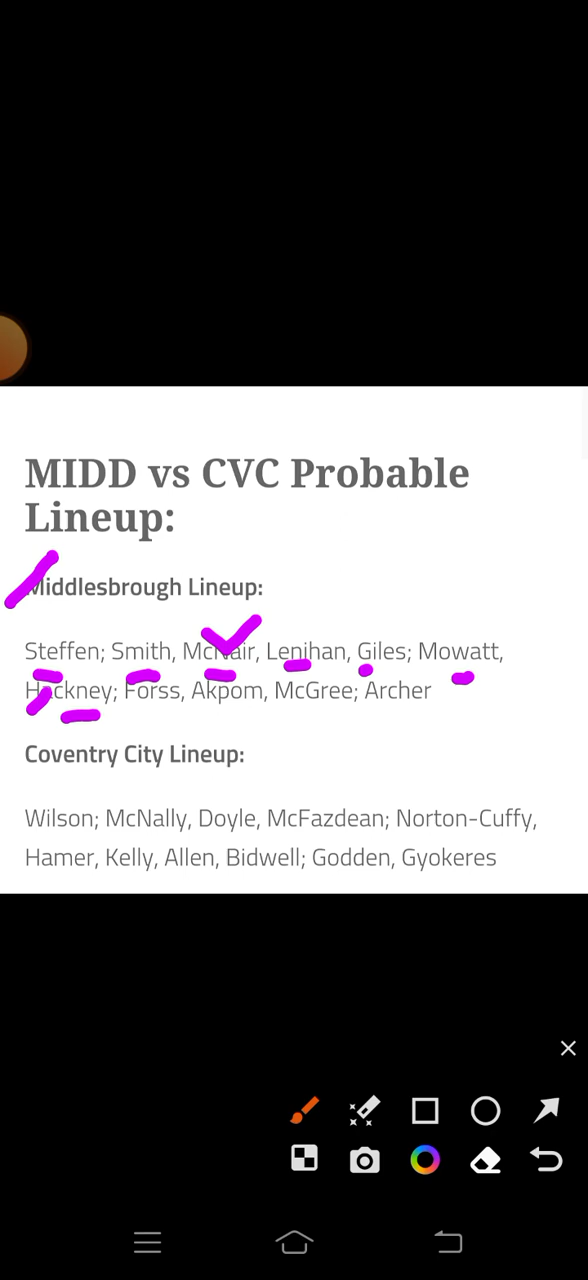 MIDD vs CVC Probable
Lineup:
Middlesbrough Lineup:
Steffen; Smith, McNair, Lenihan, Giles; Mowatt,
Hackney; Forss, Akpom, McGree; Archer
Coventry City Lineup:
Wilson; McNally, Doyle, McFazdean; Norton-Cuffy,
Hamer, Kelly, Allen, Bidwell; Godden, Gyokeres